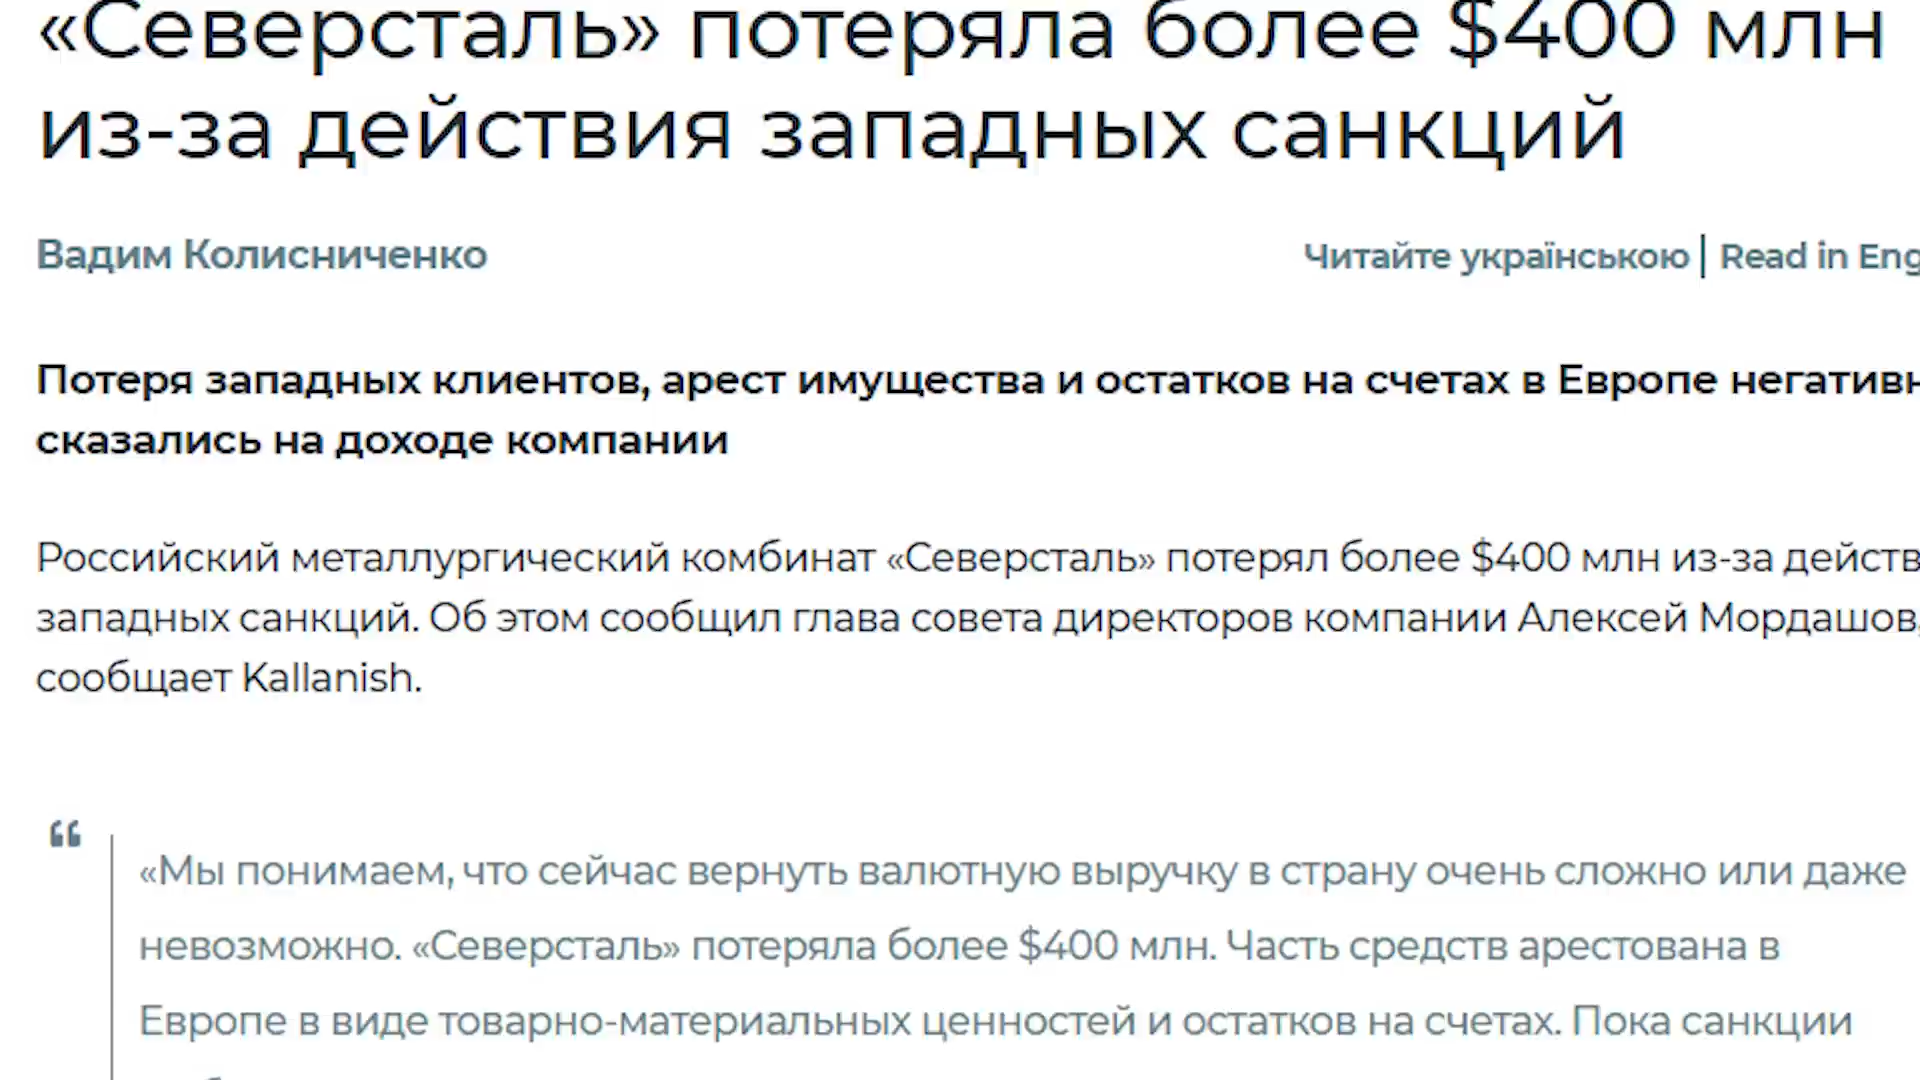 «Северсталь» потеряла более $400 млн
из-за действия западных санкций
Вадим Колисниченко
Читайте українською | Read in Eng
Потеря западных клиентов, арест имущества и остатков на счетах в Европе негативн
сказались на доходе компании
Российский металлургический комбинат «Северсталь» потерял более $400 млн из-за действ
западных санкций. Об этом сообщил глава совета директоров компании Алексей Мордашов,
сообщает Kallanish.
“
«Мы понимаем, что сейчас вернуть валютную выручку в страну очень сложно или даже
невозможно. «Северсталь» потеряла более $400 млн. Часть средств арестована в
Европе в виде товарно-материальных ценностей и остатков на счетах. Пока санкции